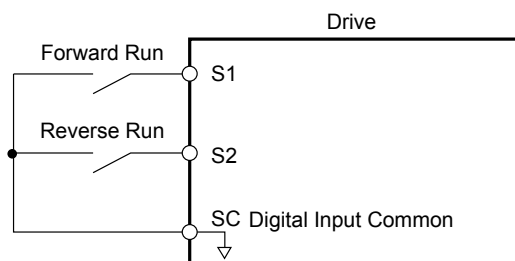 Drive
Forward Run
S1
Reverse Run
S2
SC Digital Input Common